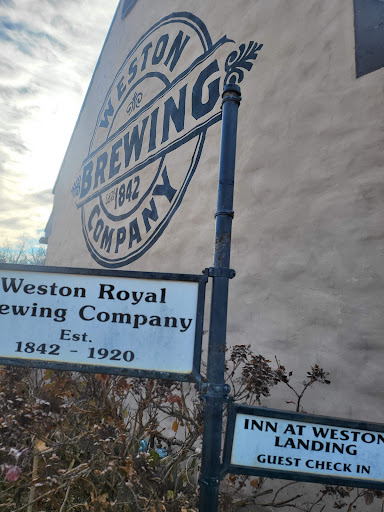 WESTON
BREWING
EST. 1842
COMPANY
Weston Royal
ewing Company
Est.
1842 - 1920
INN AT WESTON
LANDING
GUEST CHECK IN